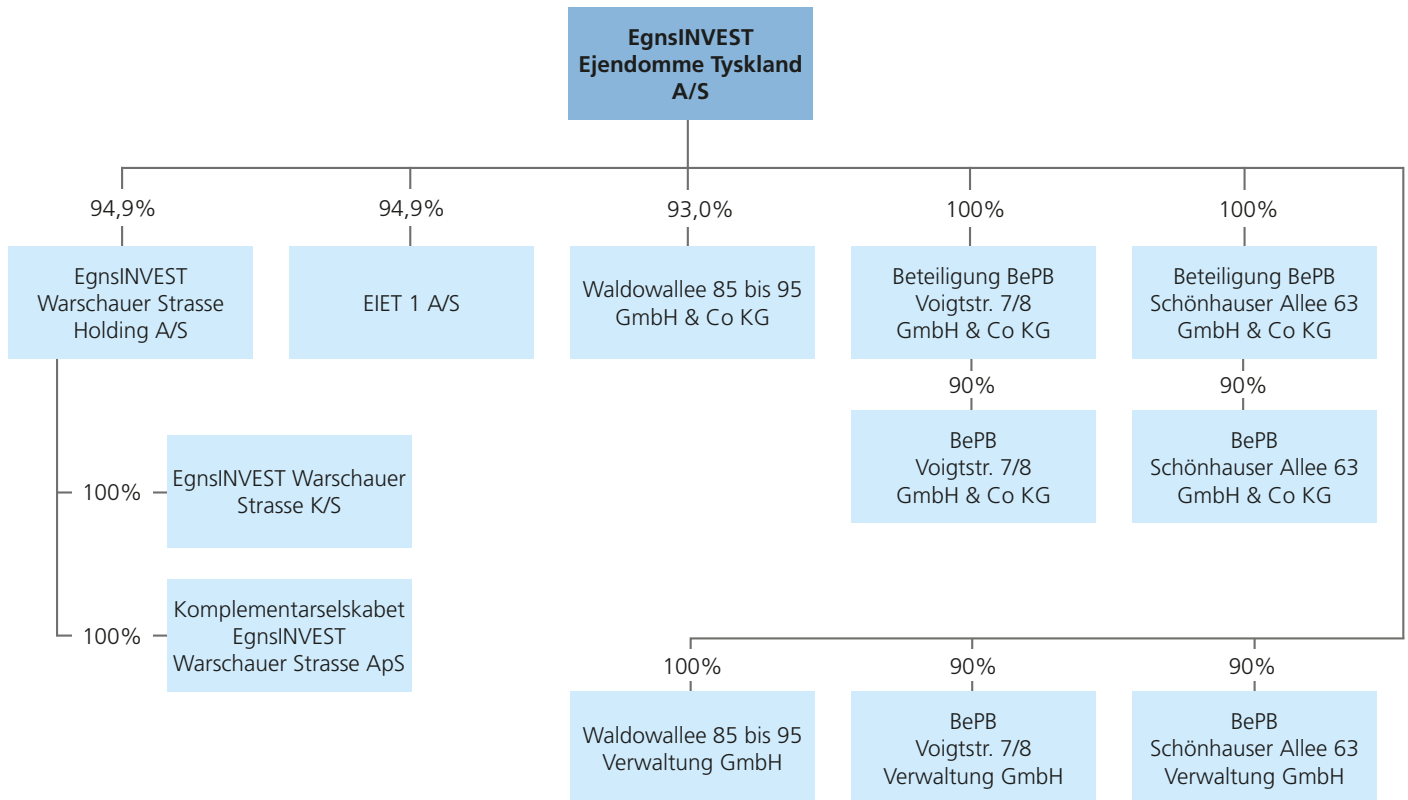 EgnsINVEST
Ejendomme Tyskland
A/S
94,9%
94,9%
93,0%
100%
100%
EgnsINVEST
Warschauer Strasse
Holding A/S
EIET 1 A/S
Waldowallee 85 bis 95
GmbH & Co KG
Beteiligung BePB
Voigtstr. 7/8
GmbH & Co KG
Beteiligung BePB
Schönhauser Allee 63
GmbH & Co KG
90%
90%
BePB
Voigtstr. 7/8
GmbH & Co KG
BePB
Schönhauser Allee 63
GmbH & Co KG
100%
EgnsINVEST Warschauer
Strasse K/S
100%
Komplementarselskabet
EgnsINVEST
Warschauer Strasse ApS
100%
90%
90%
Waldowallee 85 bis 95
Verwaltung GmbH
BePB
Voigtstr. 7/8
Verwaltung GmbH
BePB
Schönhauser Allee 63
Verwaltung GmbH